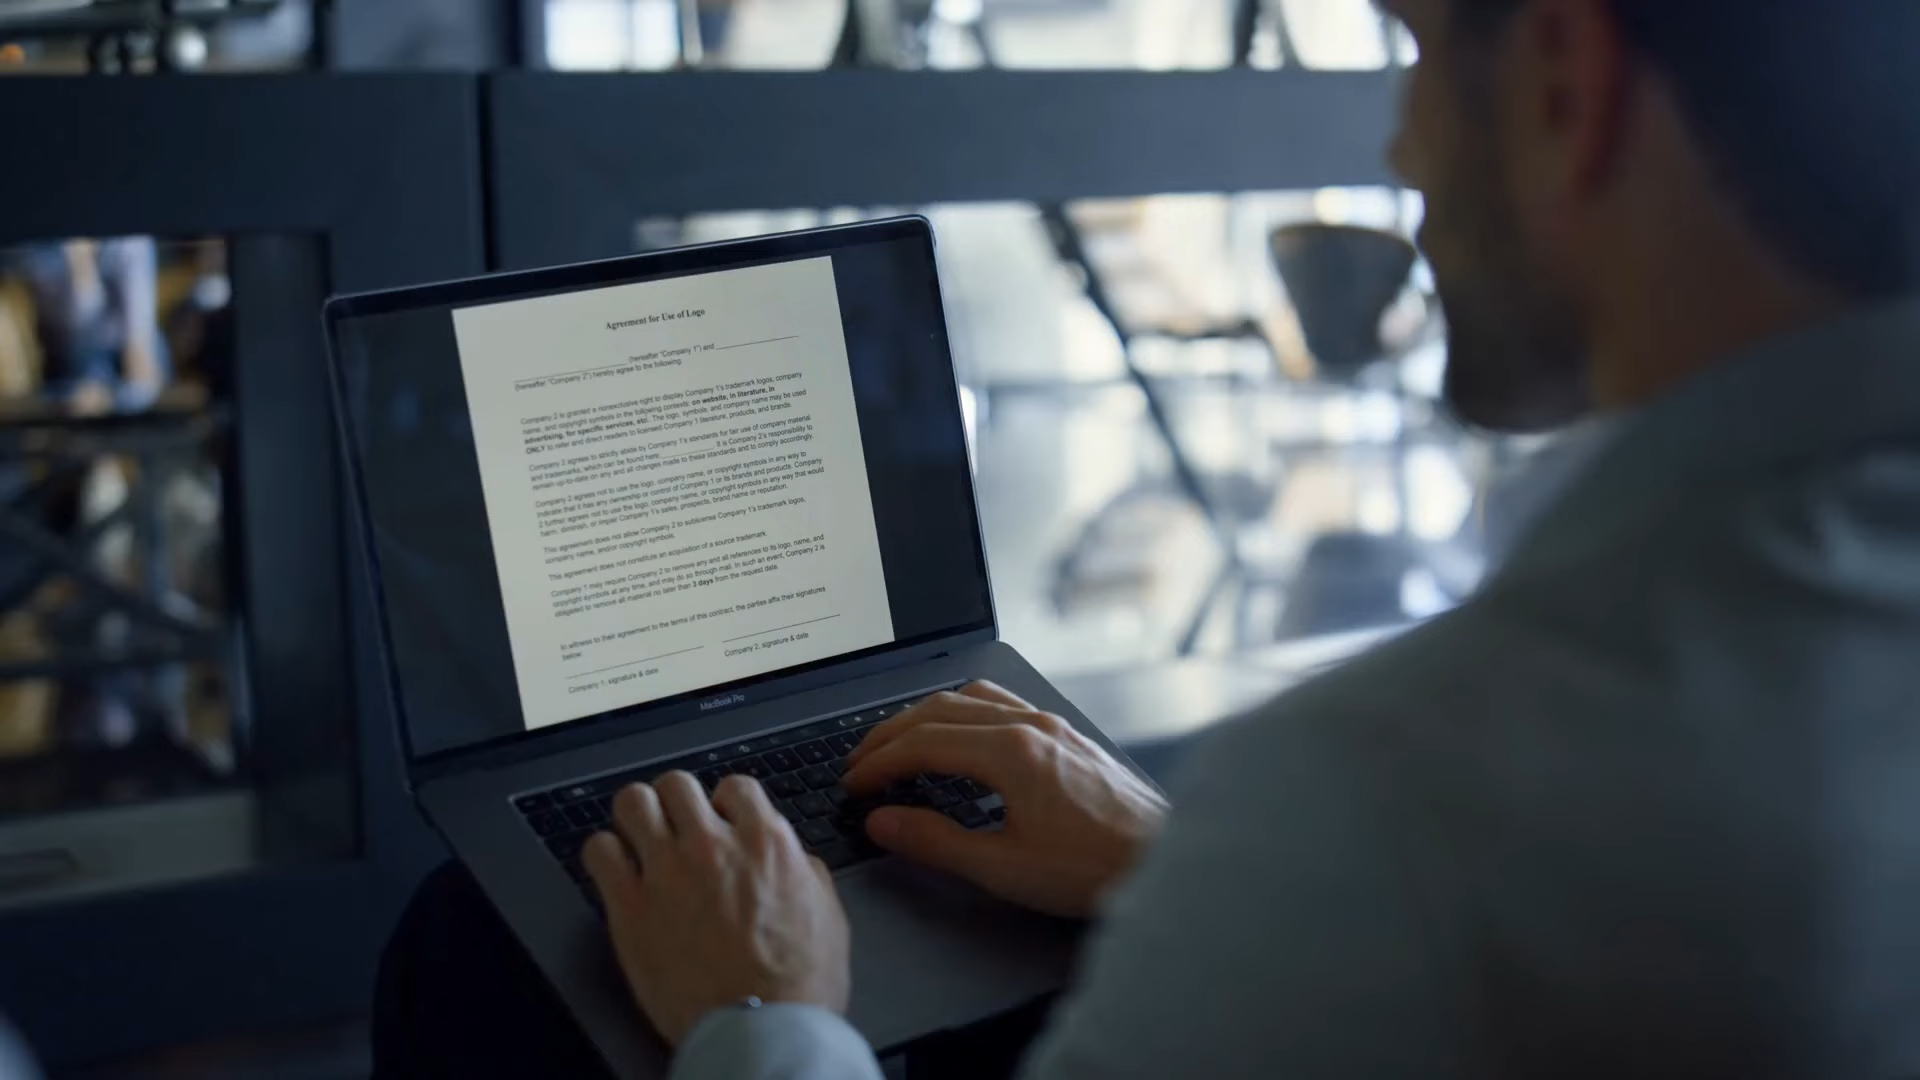 Agreement for Use of Logo
(hereafter "Company 1") and
(hereafter "Company 2") hereby agree to the following:
Company 2 is granted a nonexclusive right to display Company 1's trademark logos, company
name, and copyright symbols in the following contexts: on website, in literature, in
advertising, for specific services, etc. The logo, symbols, and company name may be used
ONLY to refer and direct readers to licensed Company 1 literature, products, and brands.
Company 2 agrees to strictly abide by Company 1's standards for fair use of company material
and trademarks, which can be found here: It is Company 2's responsibility to
remain up-to-date on any and all changes made to these standards and to comply accordingly.
Company 2 agrees not to use the logo, company name, or copyright symbols in any way to
indicate that it has any ownership or control of Company 1 or its brands and products. Company
2 further agrees not to use the logo, company name, or copyright symbols in any way that would
harm, diminish, or impair Company 1's sales, prospects, brand name or reputation.
This agreement does not allow Company 2 to sublicense Company 1's trademark logos,
company name, and/or copyright symbols.
This agreement does not constitute an acquisition of a source trademark.
Company 1 may require Company 2 to remove any and all references to its logo, name, and
copyright symbols at any time, and may do so through mail. In such an event, Company 2 is
obligated to remove all material no later than 3 days from the request date.
In witness to their agreement to the terms of this contract, the parties affix their signatures
below:
Company 1, signature & date
Company 2, signature & date
MacBook Pro